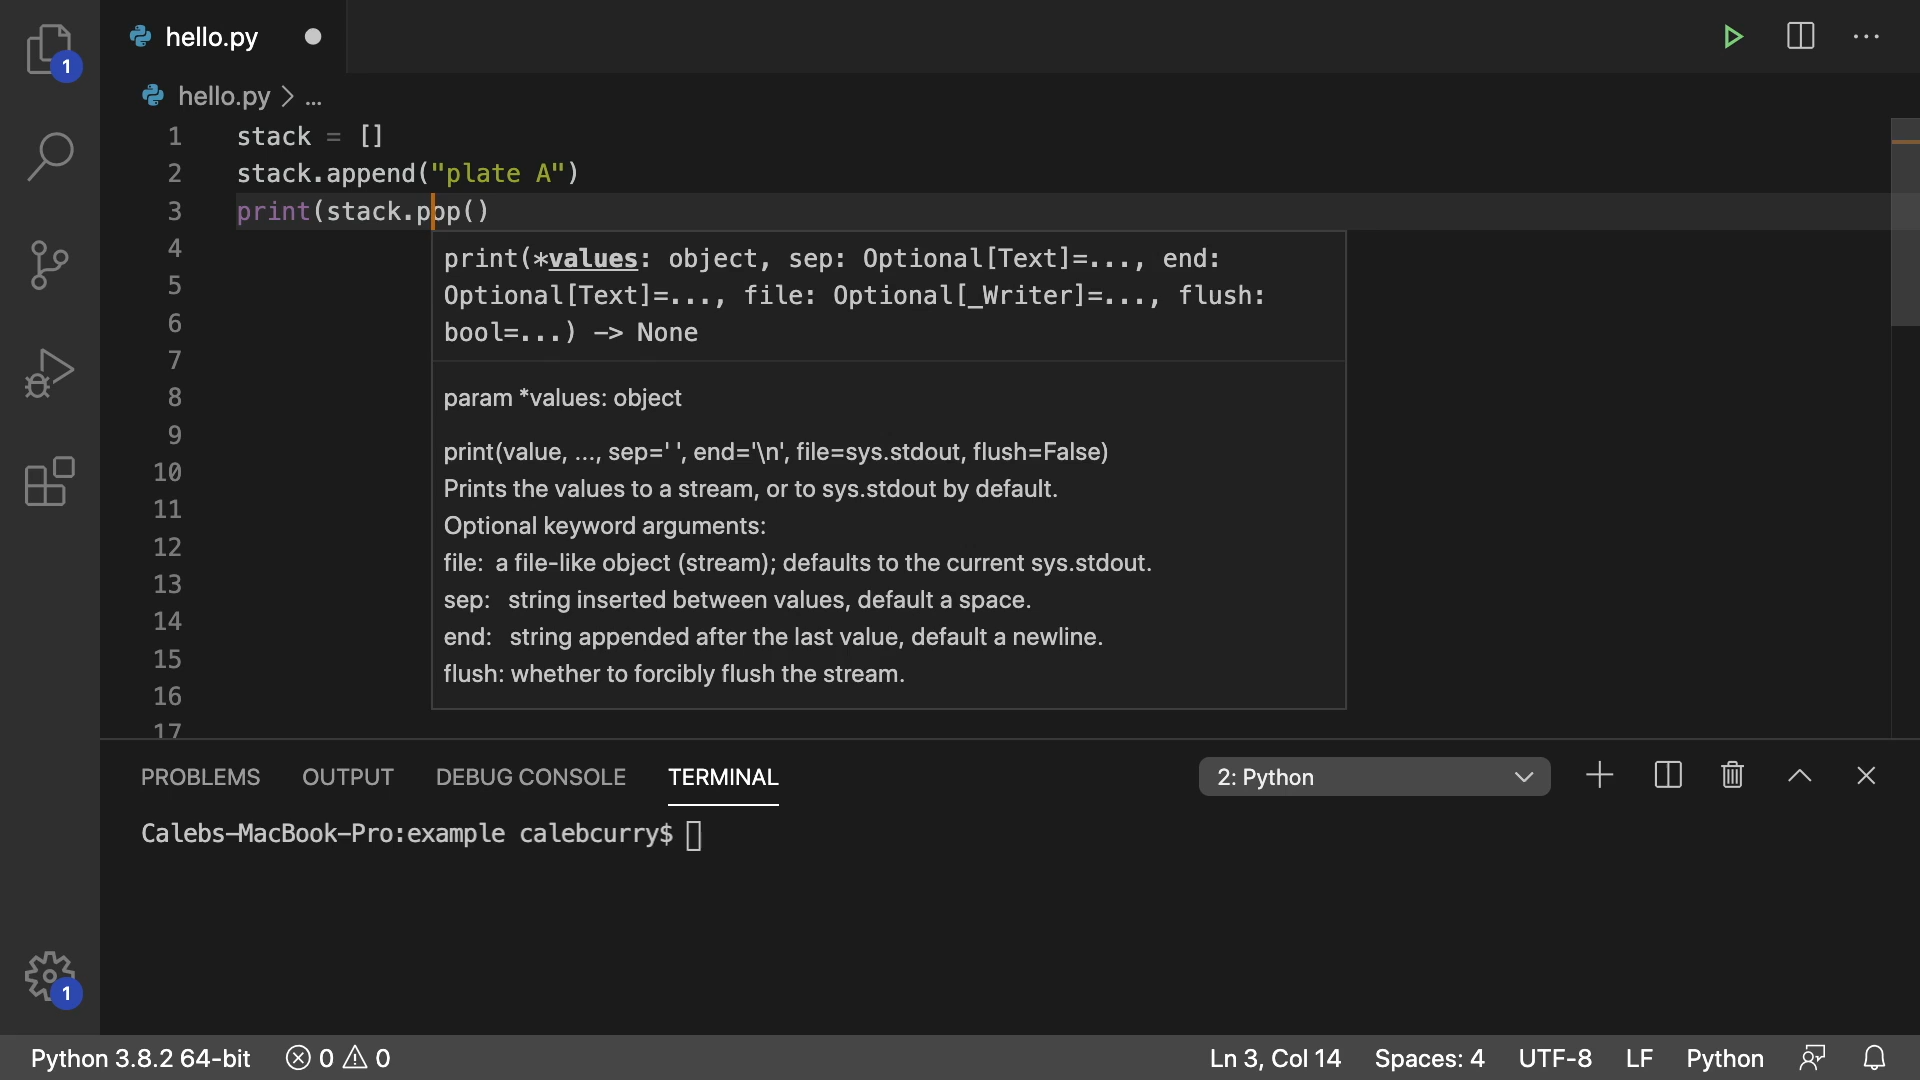 1
hello.py
hello.py > ...
1 stack = []
2 stack.append("plate A")
3 print(stack.pop()
4
5
6
7
8
9
10
11
12
13
14
15
16
17
print(*values: object, sep: Optional[Text]=..., end:
Optional[Text]=..., file: Optional[_Writer]=..., flush:
bool=...) -> None
param *values: object
print(value, ..., sep=' ', end='\n', file=sys.stdout, flush=False)
Prints the values to a stream, or to sys.stdout by default.
Optional keyword arguments:
file: a file-like object (stream); defaults to the current sys.stdout.
sep: string inserted between values, default a space.
end: string appended after the last value, default a newline.
flush: whether to forcibly flush the stream.
PROBLEMS OUTPUT DEBUG CONSOLE TERMINAL 2: Python
Calebs-MacBook-Pro:example calebcurry$
1
Python 3.8.2 64-bit 0 0 Ln 3, Col 14 Spaces: 4 UTF-8 LF Python